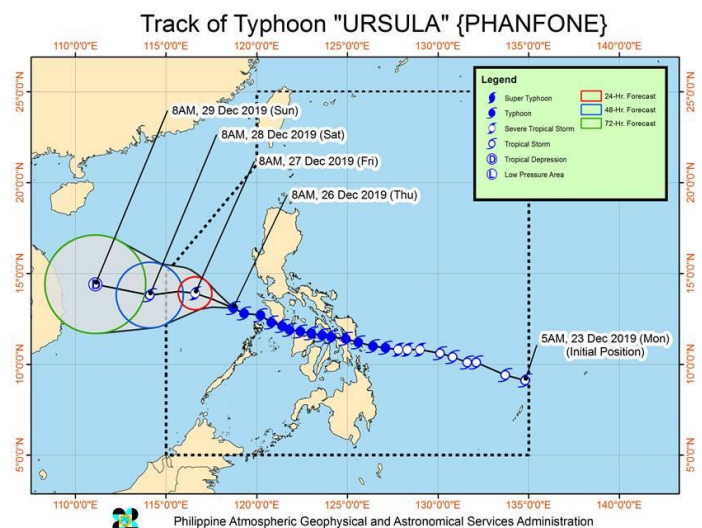 Track of Typhoon "URSULA" {PHANFONE}
110°0'0"E 115°0'0"E 120°0'0"E 125°0'0"E 130°0'0"E 135°0'0"E 140°0'0"E
25°0'0"N
20°0'0"N
15°0'0"N
10°0'0"N
5°0'0"N
8AM, 29 Dec 2019 (Sun)
8AM, 28 Dec 2019 (Sat)
8AM, 27 Dec 2019 (Fri)
8AM, 26 Dec 2019 (Thu)
5AM, 23 Dec 2019 (Mon)
(Initial Position)
Legend
Super Typhoon
Typhoon
Severe Tropical Storm
Tropical Storm
D Tropical Depression
L Low Pressure Area
24-Hr. Forecast
48-Hr. Forecast
72-Hr. Forecast
D
25°0'0"N
20°0'0"N
15°0'0"N
10°0'0"N
5°0'0"N
110°0'0"E 115°0'0"E 120°0'0"E 125°0'0"E 130°0'0"E 135°0'0"E 140°0'0"E
Philippine Atmospheric Geophysical and Astronomical Services Administration